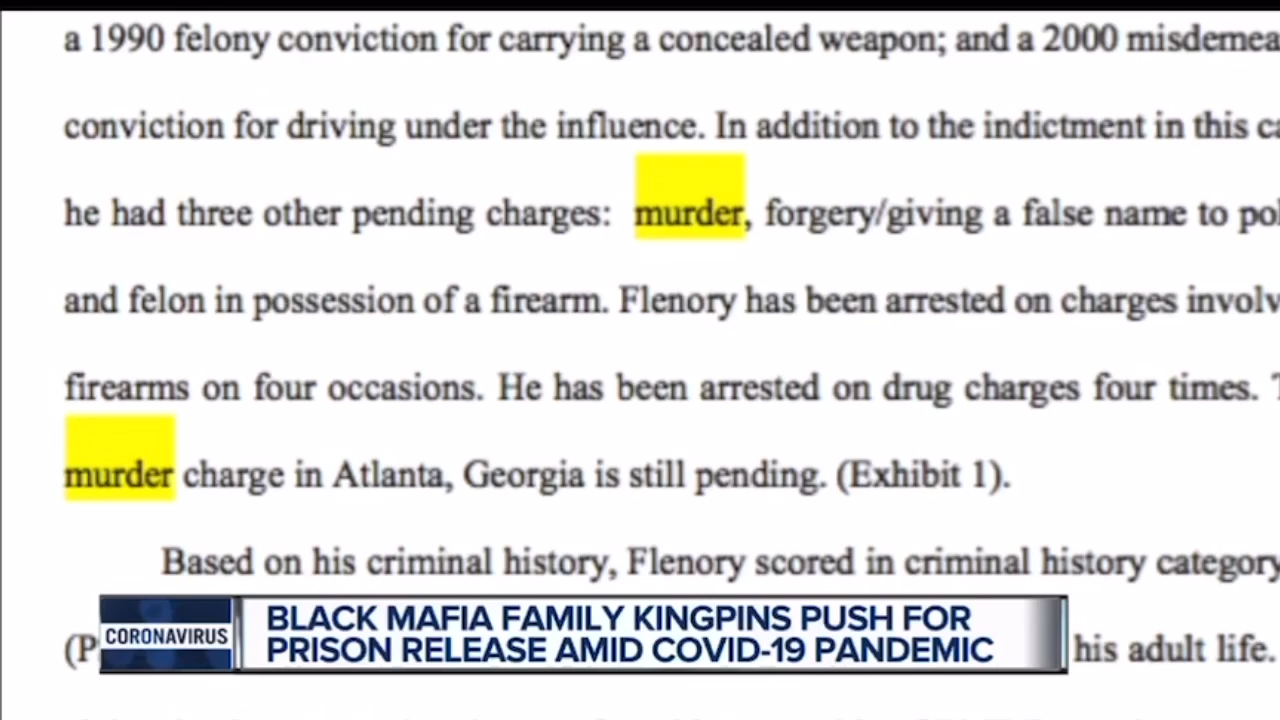 a 1990 felony conviction for carrying a concealed weapon; and a 2000 misdemea
conviction for driving under the influence. In addition to the indictment in this ca
he had three other pending charges: murder, forgery/giving a false name to pol
and felon in possession of a firearm. Flenory has been arrested on charges involv
firearms on four occasions. He has been arrested on drug charges four times. T
murder charge in Atlanta, Georgia is still pending. (Exhibit 1).
Based on his criminal history, Flenory scored in criminal history category
(P
his adult life.
CORONAVIRUS
BLACK MAFIA FAMILY KINGPINS PUSH FOR
PRISON RELEASE AMID COVID-19 PANDEMIC